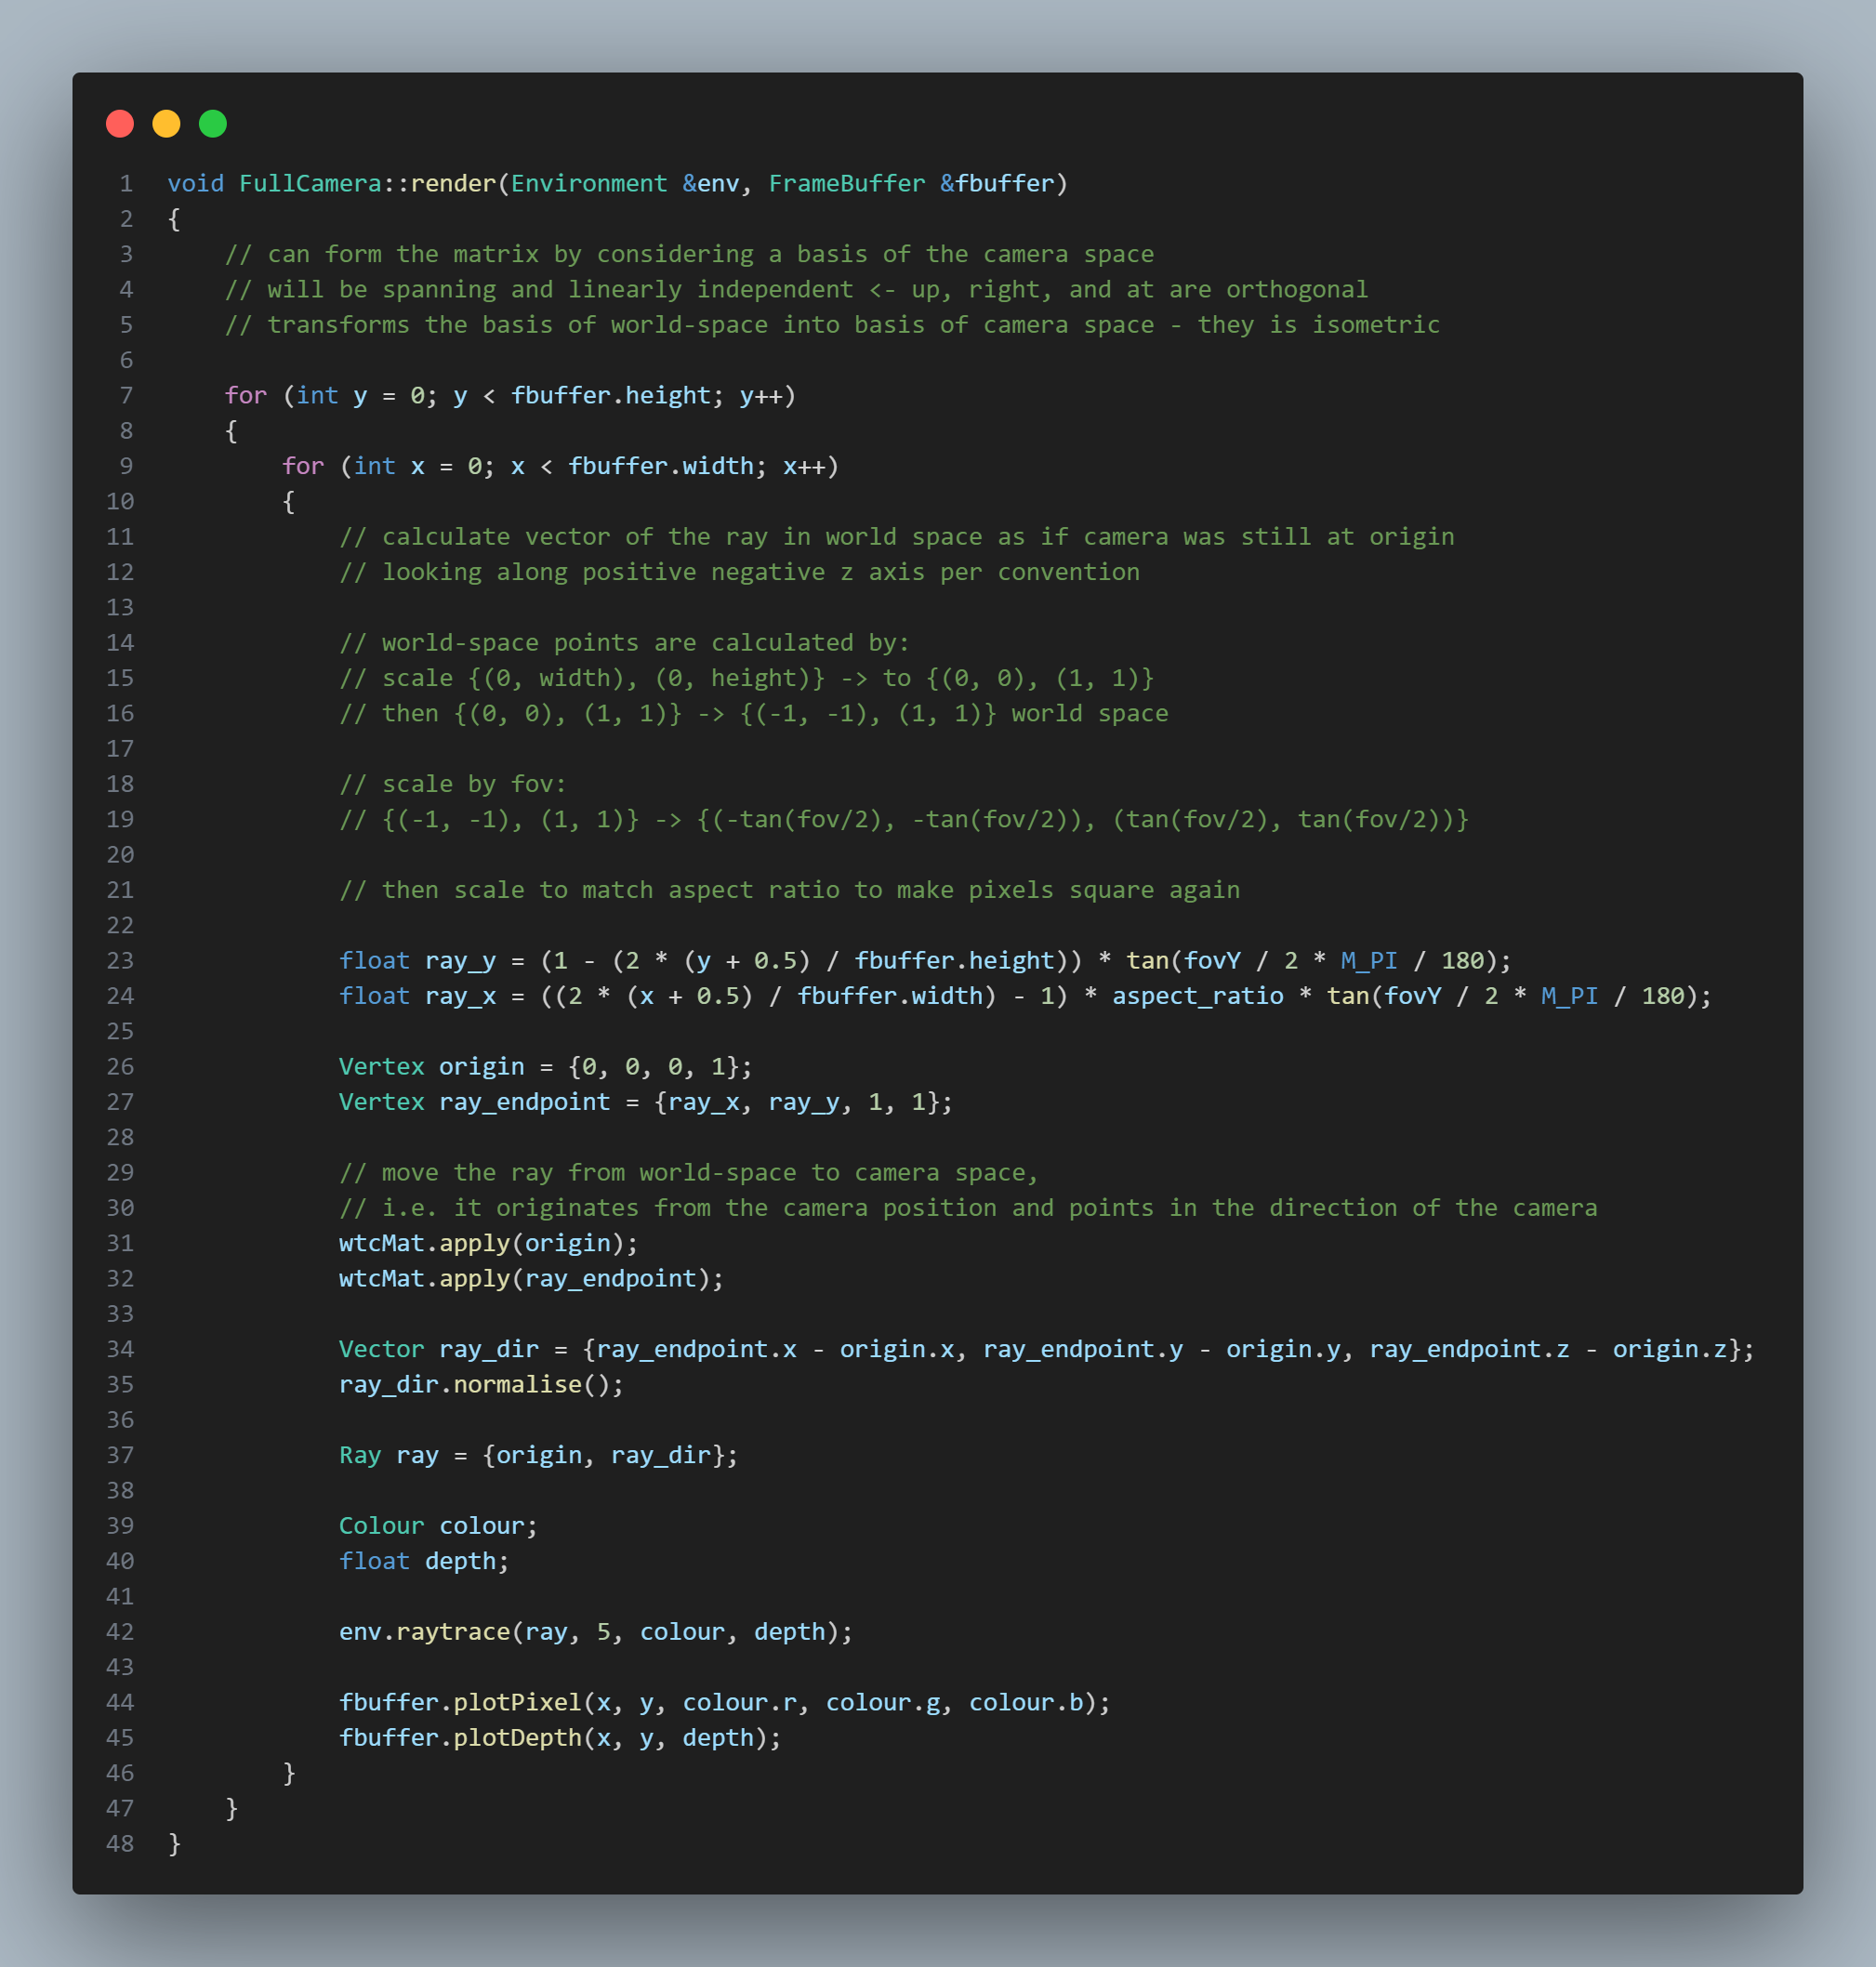 1 void FullCamera::render(Environment &env, FrameBuffer &fbuffer)
2 {
3     // can form the matrix by considering a basis of the camera space
4     // will be spanning and linearly independent <- up, right, and at are orthogonal
5     // transforms the basis of world-space into basis of camera space - they is isometric
6
7     for (int y = 0; y < fbuffer.height; y++)
8     {
9         for (int x = 0; x < fbuffer.width; x++)
10         {
11             // calculate vector of the ray in world space as if camera was still at origin
12             // looking along positive negative z axis per convention
13
14             // world-space points are calculated by:
15             // scale {(0, width), (0, height)} -> to {(0, 0), (1, 1)}
16             // then {(0, 0), (1, 1)} -> {(-1, -1), (1, 1)} world space
17
18             // scale by fov:
19             // {(-1, -1), (1, 1)} -> {(-tan(fov/2), -tan(fov/2)), (tan(fov/2), tan(fov/2))}
20
21             // then scale to match aspect ratio to make pixels square again
22
23             float ray_y = (1 - (2 * (y + 0.5) / fbuffer.height)) * tan(fovY / 2 * M_PI / 180);
24             float ray_x = ((2 * (x + 0.5) / fbuffer.width) - 1) * aspect_ratio * tan(fovY / 2 * M_PI / 180);
25
26             Vertex origin = {0, 0, 0, 1};
27             Vertex ray_endpoint = {ray_x, ray_y, 1, 1};
28
29             // move the ray from world-space to camera space,
30             // i.e. it originates from the camera position and points in the direction of the camera
31             wtcMat.apply(origin);
32             wtcMat.apply(ray_endpoint);
33
34             Vector ray_dir = {ray_endpoint.x - origin.x, ray_endpoint.y - origin.y, ray_endpoint.z - origin.z};
35             ray_dir.normalise();
36
37             Ray ray = {origin, ray_dir};
38
39             Colour colour;
40             float depth;
41
42             env.raytrace(ray, 5, colour, depth);
43
44             fbuffer.plotPixel(x, y, colour.r, colour.g, colour.b);
45             fbuffer.plotDepth(x, y, depth);
46         }
47     }
48 }